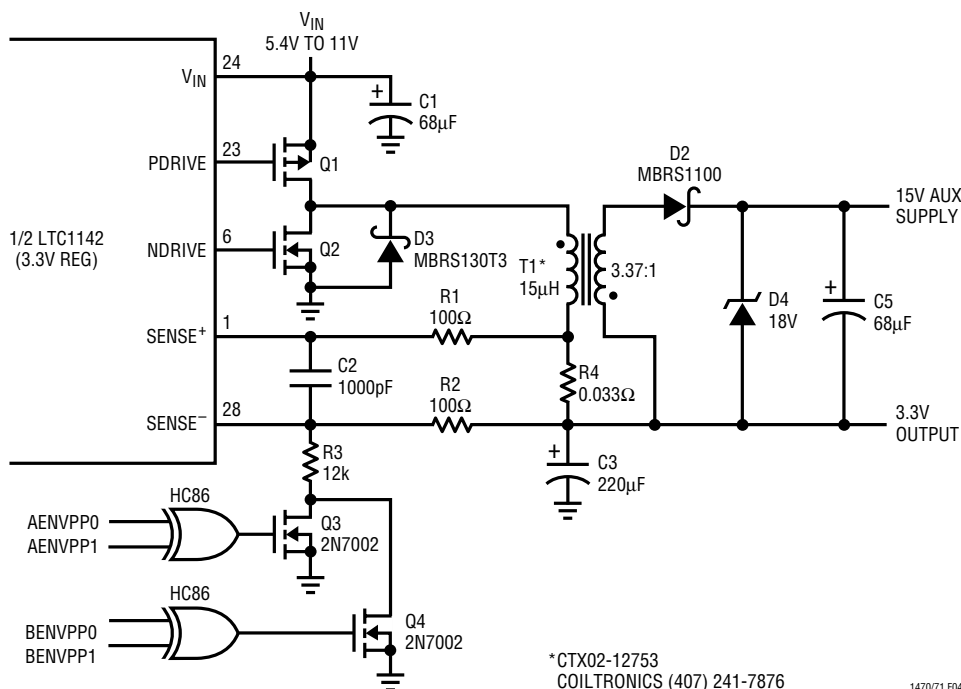 VIN
5.4V TO 11V
24
VIN
+
C1
68µF
PDRIVE
23
Q1
D2
MBRS1100
15V AUX
SUPPLY
1/2 LTC1142
(3.3V REG)
NDRIVE
6
Q2
D3
MBRS130T3
T1*
15µH
3.37:1
D4
18V
+
C5
68µF
SENSE+
1
R1
100Ω
C2
1000pF
R4
0.033Ω
R2
100Ω
SENSE–
28
3.3V
OUTPUT
R3
12k
+
C3
220µF
HC86
AENVPP0
AENVPP1
Q3
2N7002
HC86
BENVPP0
BENVPP1
Q4
2N7002
*CTX02-12753
COILTRONICS (407) 241-7876
1470/71 F04